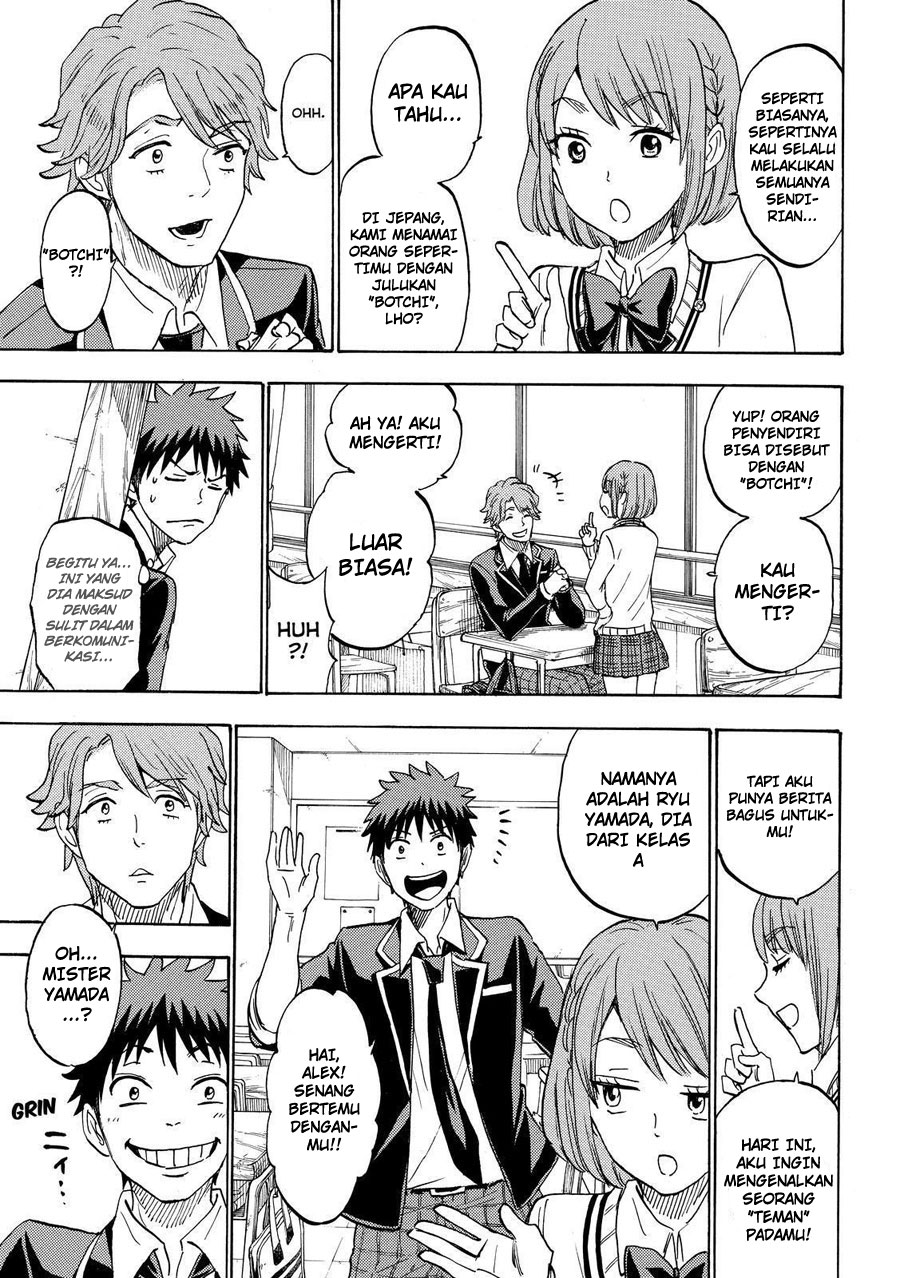 SEPERTI
BIASANYA,
SEPERTINYA
KAU SELALU
MELAKUKAN
SEMUANYA
SENDI-
RIAN...
APA KAU
TAHU...
DI JEPANG,
KAMI MENAMAI
ORANG SEPER-
TIMU DENGAN
JULUKAN
"BOTCHI",
LHO?
OHH.
"BOTCHI"
?!
YUP! ORANG
PENYENDIRI
BISA DISEBUT
DENGAN
"BOTCHI"!
KAU
MENGER-
TI?
AH YA! AKU
MENGERTI!
LUAR
BIASA!
HUH
?!
BEGITU YA...
INI YANG
DIA MAKSUD
DENGAN
SULIT DALAM
BERKOMUNI-
KASI...
TAPI AKU
PUNYA BERITA
BAGUS UNTUK-
MU!
HARI INI,
AKU INGIN
MENGENALKAN
SEORANG
"TEMAN"
PADAMU!
NAMANYA
ADALAH RYU
YAMADA, DIA
DARI KELAS
A
HAI,
ALEX!
SENANG
BERTEMU
DENGAN-
MU!!
OH...
MISTER
YAMADA
...?
GRIN
ニィ…